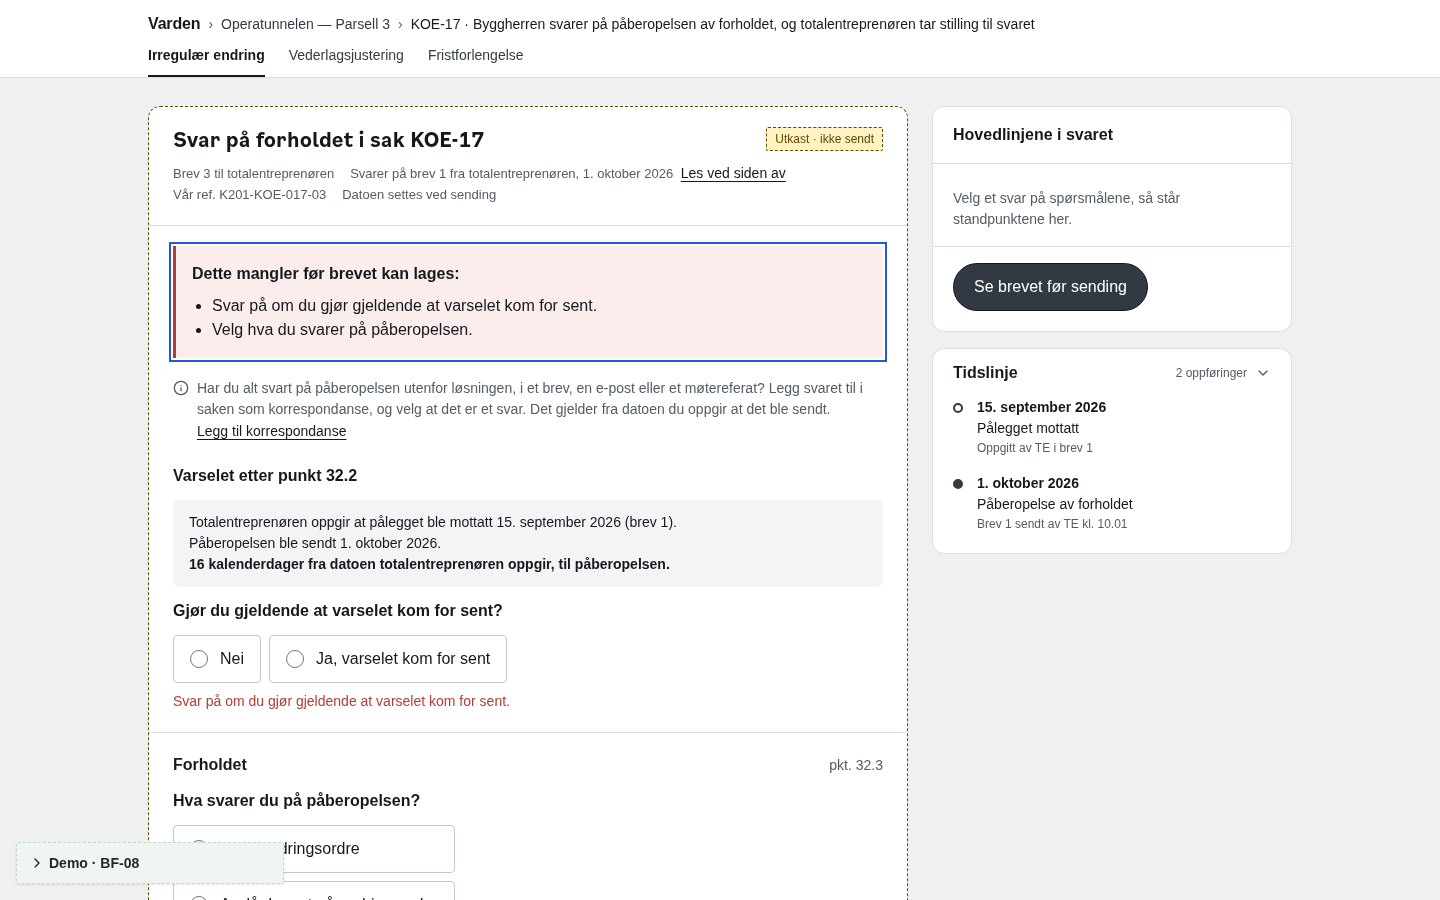 Varden › Operatunnelen — Parsell 3 › KOE-17 · Byggherren svarer på påberopelsen av forholdet, og totalentreprenøren tar stilling til svaret
Irregulær endring Vederlagsjustering Fristforlengelse
Svar på forholdet i sak KOE-17
Utkast · ikke sendt
Brev 3 til totalentreprenøren Svarer på brev 1 fra totalentreprenøren, 1. oktober 2026 Les ved siden av
Vår ref. K201-KOE-017-03 Datoen settes ved sending
Dette mangler før brevet kan lages:
• Svar på om du gjør gjeldende at varselet kom for sent.
• Velg hva du svarer på påberopelsen.
Har du alt svart på påberopelsen utenfor løsningen, i et brev, en e-post eller et møtereferat? Legg svaret til i
saken som korrespondanse, og velg at det er et svar. Det gjelder fra datoen du oppgir at det ble sendt.
Legg til korrespondanse
Varselet etter punkt 32.2
Totalentreprenøren oppgir at pålegget ble mottatt 15. september 2026 (brev 1).
Påberopelsen ble sendt 1. oktober 2026.
16 kalenderdager fra datoen totalentreprenøren oppgir, til påberopelsen.
Gjør du gjeldende at varselet kom for sent?
Nei
Ja, varselet kom for sent
Svar på om du gjør gjeldende at varselet kom for sent.
Forholdet
pkt. 32.3
Hva svarer du på påberopelsen?
Demo · BF-08
Hovedlinjene i svaret
Velg et svar på spørsmålene, så står
standpunktene her.
Se brevet før sending
Tidslinje
2 oppføringer
15. september 2026
Pålegget mottatt
Oppgitt av TE i brev 1
1. oktober 2026
Påberopelse av forholdet
Brev 1 sendt av TE kl. 10.01